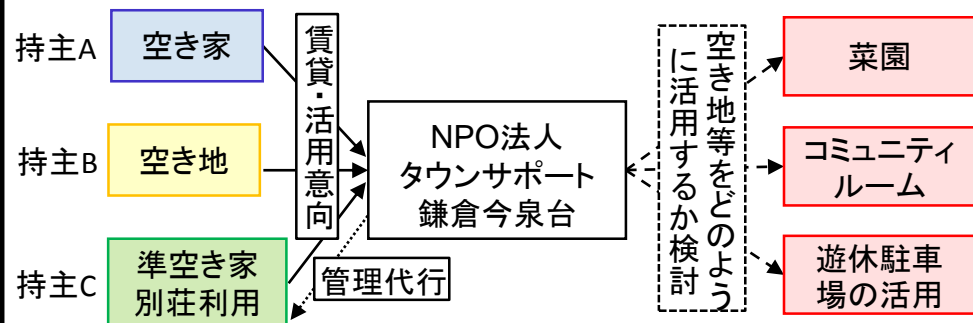 持主A
空き家
持主B
空き地
持主C
準空き家
別荘利用
賃貸・活用意向
管理代行
NPO法人
タウンサポート
鎌倉今泉台
空き地等をどのよう
に活用するか検討
菜園
コミュニティ
ルーム
遊休駐車
場の活用